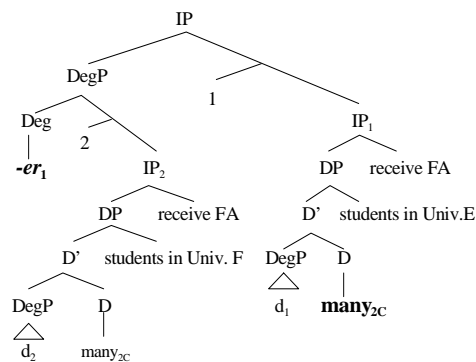 IP
DegP
1
Deg
2
IP₁
-er₁
IP₂
DP receive FA
DP receive FA
D' students in Univ.E
D' students in Univ. F
DegP D
DegP D
d₁ many₂C
d₂ many₂C